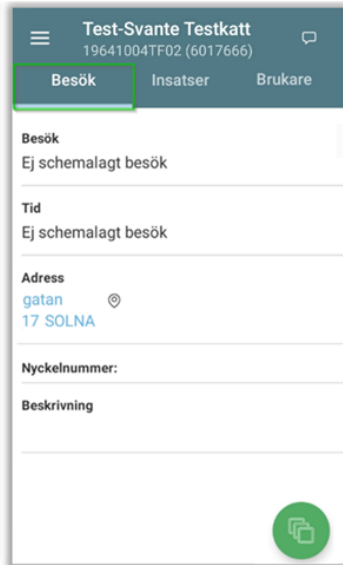 Test-Svante Testkatt
19641004TF02 (6017666)
Besök Insatser Brukare
Besök
Ej schemalagt besök
Tid
Ej schemalagt besök
Adress
gatan
17 SOLNA
Nyckelnummer:
Beskrivning